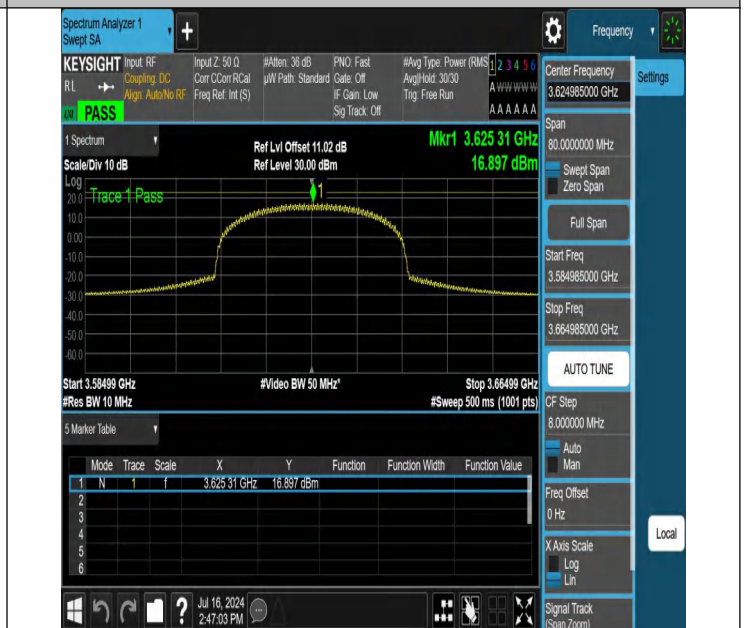 Spectrum Analyzer 1
Swept SA
Frequency
KEYSIGHT
RL
PASS
Input: RF
Coupling: DC
Align: Auto/No RF
Input Z: 50 Ω
Corr CCorr RCal
Freq Ref: Int (S)
#Atten: 36 dB
µW Path: Standard
PNO: Fast
Gate: Off
IF Gain: Low
Sig Track: Off
#Avg Type: Power (RMS
Avg|Hold: 30/30
Trig: Free Run
1 2 3 4 5 6
A W W W W W
A A A A A A
1 Spectrum
Scale/Div 10 dB
Ref Lvl Offset 11.02 dB
Ref Level 30.00 dBm
Mkr1 3.625 31 GHz
16.897 dBm
Log
Trace 1 Pass
1
20.0
10.0
0.00
-10.0
-20.0
-30.0
-40.0
-50.0
-60.0
Start 3.58499 GHz
#Res BW 10 MHz
#Video BW 50 MHz*
Stop 3.66499 GHz
#Sweep 500 ms (1001 pts)
5 Marker Table
Mode Trace Scale X Y Function Function Width Function Value
1 N 1 f 3.625 31 GHz 16.897 dBm
2
3
4
5
6
Jul 16, 2024
2:47:03 PM
Center Frequency
3.624985000 GHz
Settings
Span
80.0000000 MHz
Swept Span
Zero Span
Full Span
Start Freq
3.584985000 GHz
Stop Freq
3.664985000 GHz
AUTO TUNE
CF Step
8.000000 MHz
Auto
Man
Freq Offset
0 Hz
Local
X Axis Scale
Log
Lin
Signal Track
(Span Zoom)